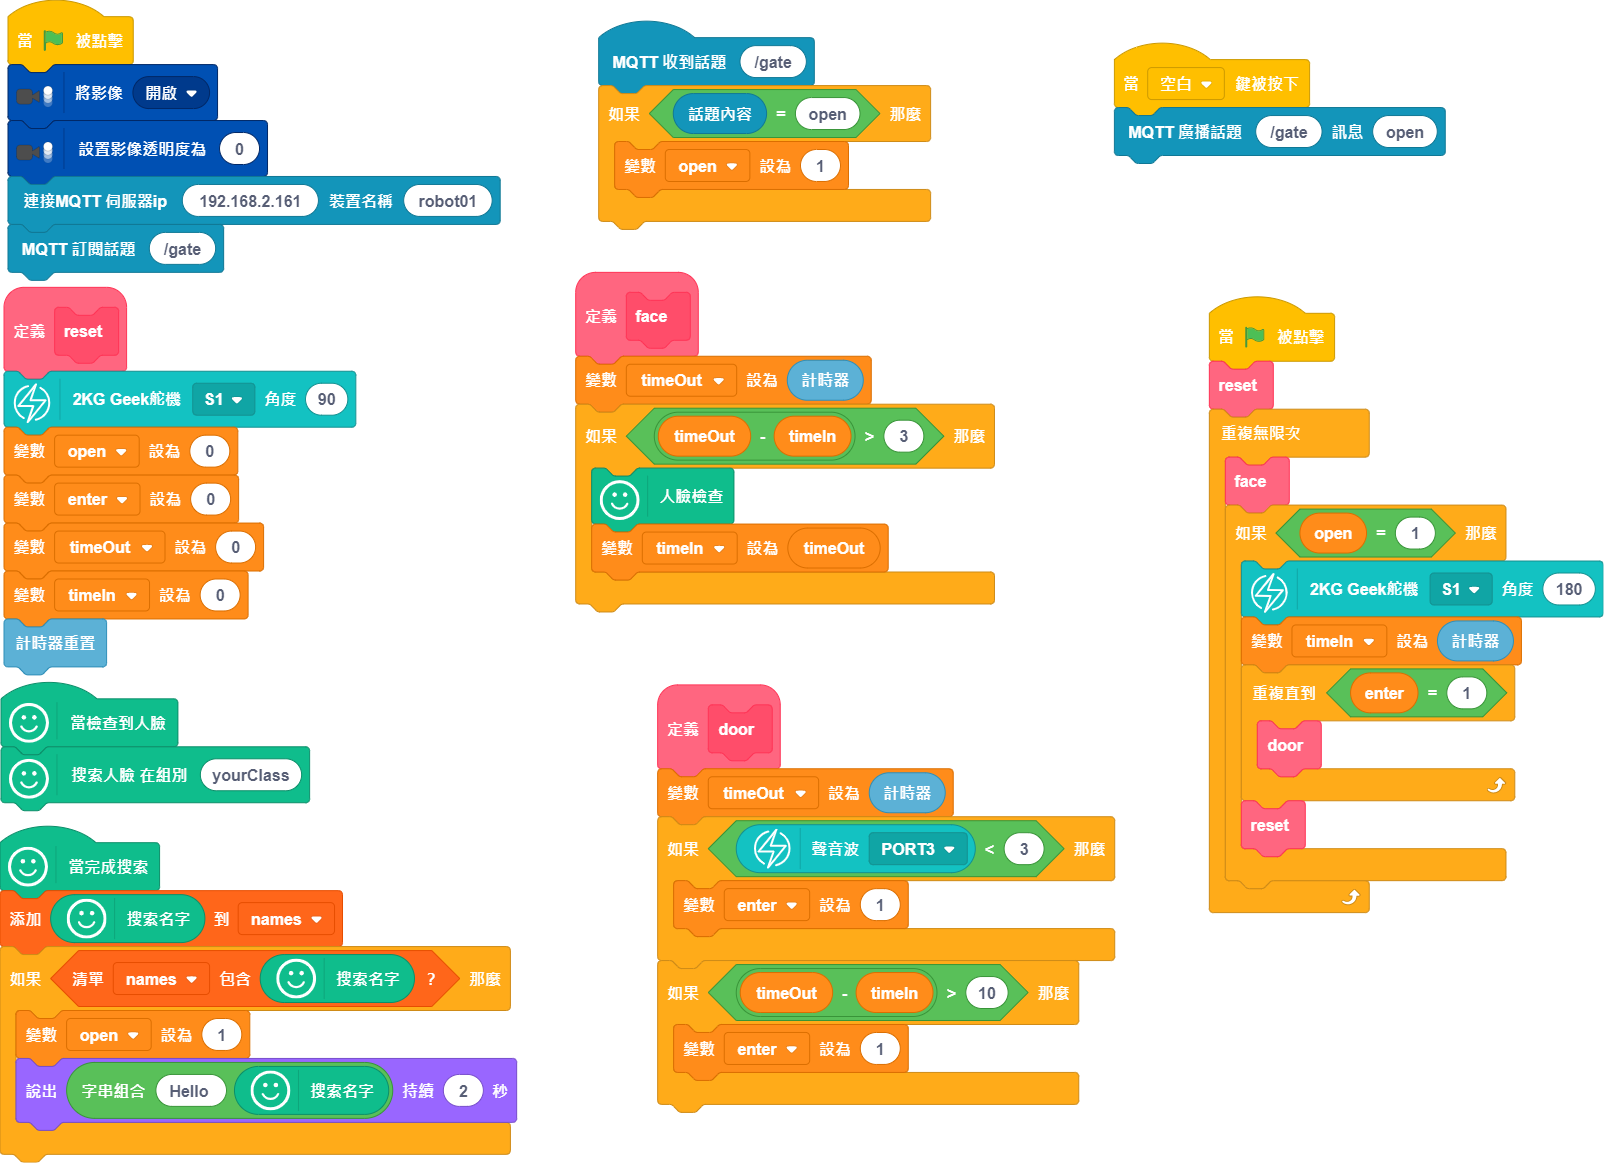 當 被點擊
將影像 開啟
設置影像透明度為 0
連接MQTT 伺服器ip 192.168.2.161 裝置名稱 robot01
MQTT 訂閱話題 /gate
定義 reset
2KG Geek舵機 S1 角度 90
變數 open 設為 0
變數 enter 設為 0
變數 timeOut 設為 0
變數 timeIn 設為 0
計時器重置
當檢查到人臉
搜索人臉 在組別 yourClass
當完成搜索
添加 搜索名字 到 names
如果 清單 names 包含 搜索名字 ? 那麼
變數 open 設為 1
說出 字串組合 Hello 搜索名字 持續 2 秒
MQTT 收到話題 /gate
如果 話題內容 = open 那麼
變數 open 設為 1
定義 face
變數 timeOut 設為 計時器
如果 timeOut - timeIn > 3 那麼
人臉檢查
變數 timeIn 設為 timeOut
定義 door
變數 timeOut 設為 計時器
如果 聲音波 PORT3 < 3 那麼
變數 enter 設為 1
如果 timeOut - timeIn > 10 那麼
變數 enter 設為 1
當 空白 鍵被按下
MQTT 廣播話題 /gate 訊息 open
當 被點擊
reset
重複無限次
face
如果 open = 1 那麼
2KG Geek舵機 S1 角度 180
變數 timeIn 設為 計時器
重複直到 enter = 1
door
reset